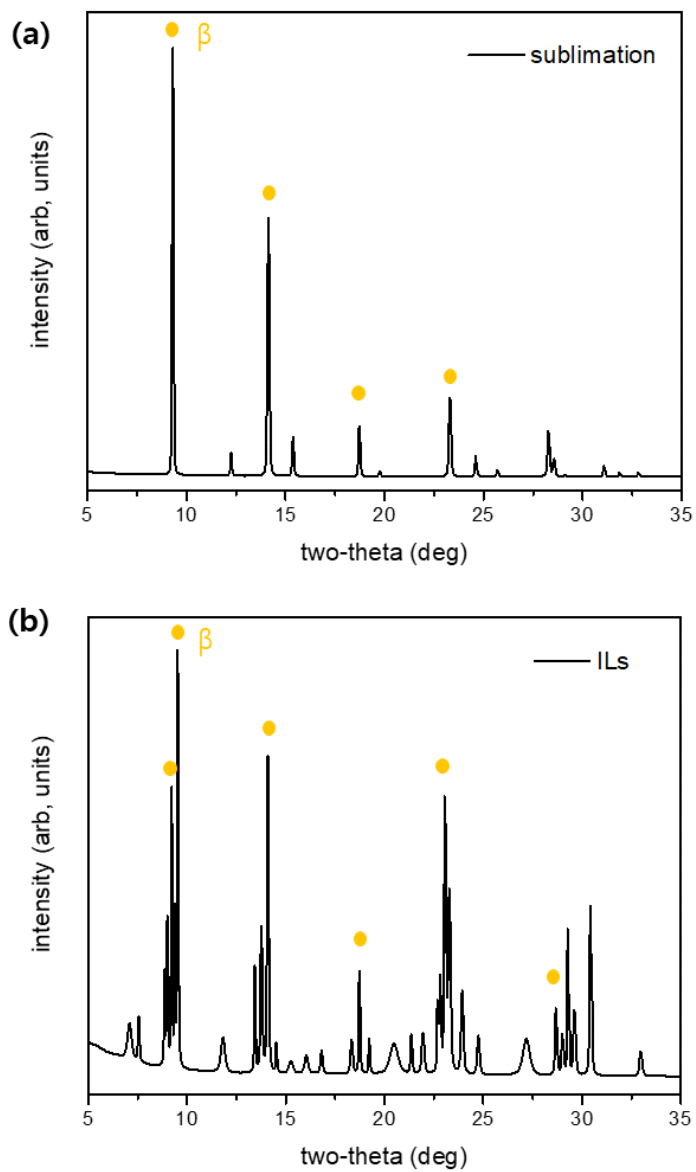 (a)
β
sublimation
intensity (arb, units)
5 10 15 20 25 30 35
two-theta (deg)
(b)
β
ILs
intensity (arb, units)
5 10 15 20 25 30 35
two-theta (deg)